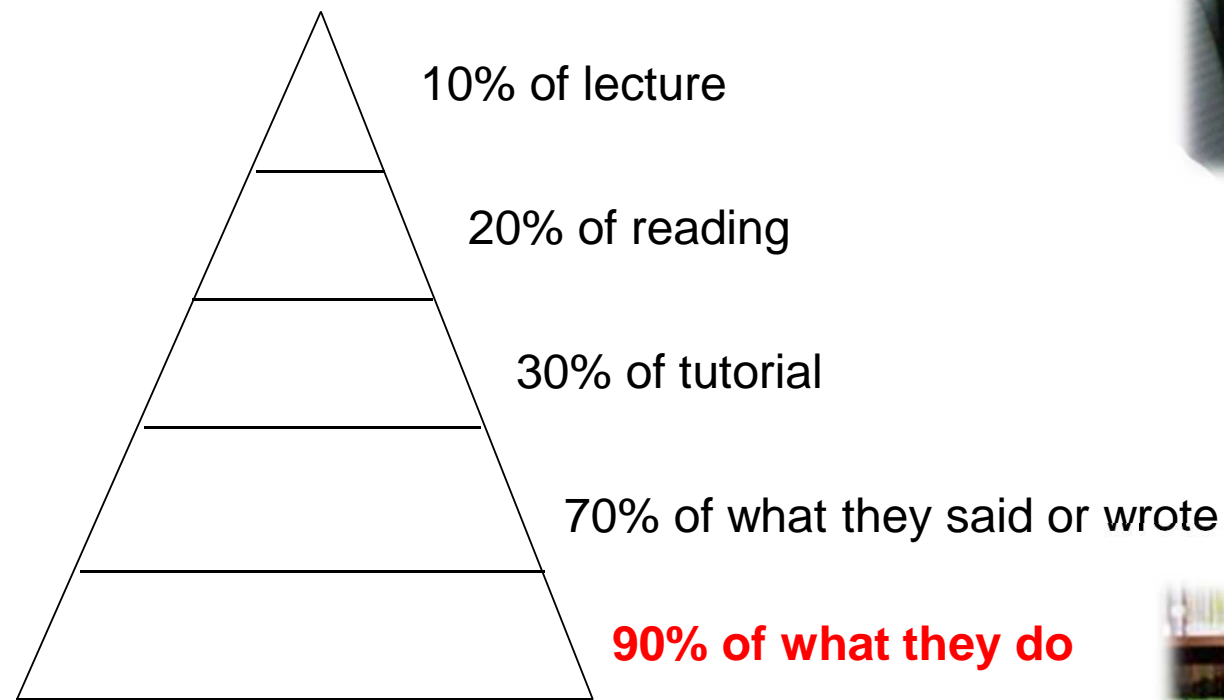 10% of lecture
20% of reading
30% of tutorial
70% of what they said or wrote
90% of what they do